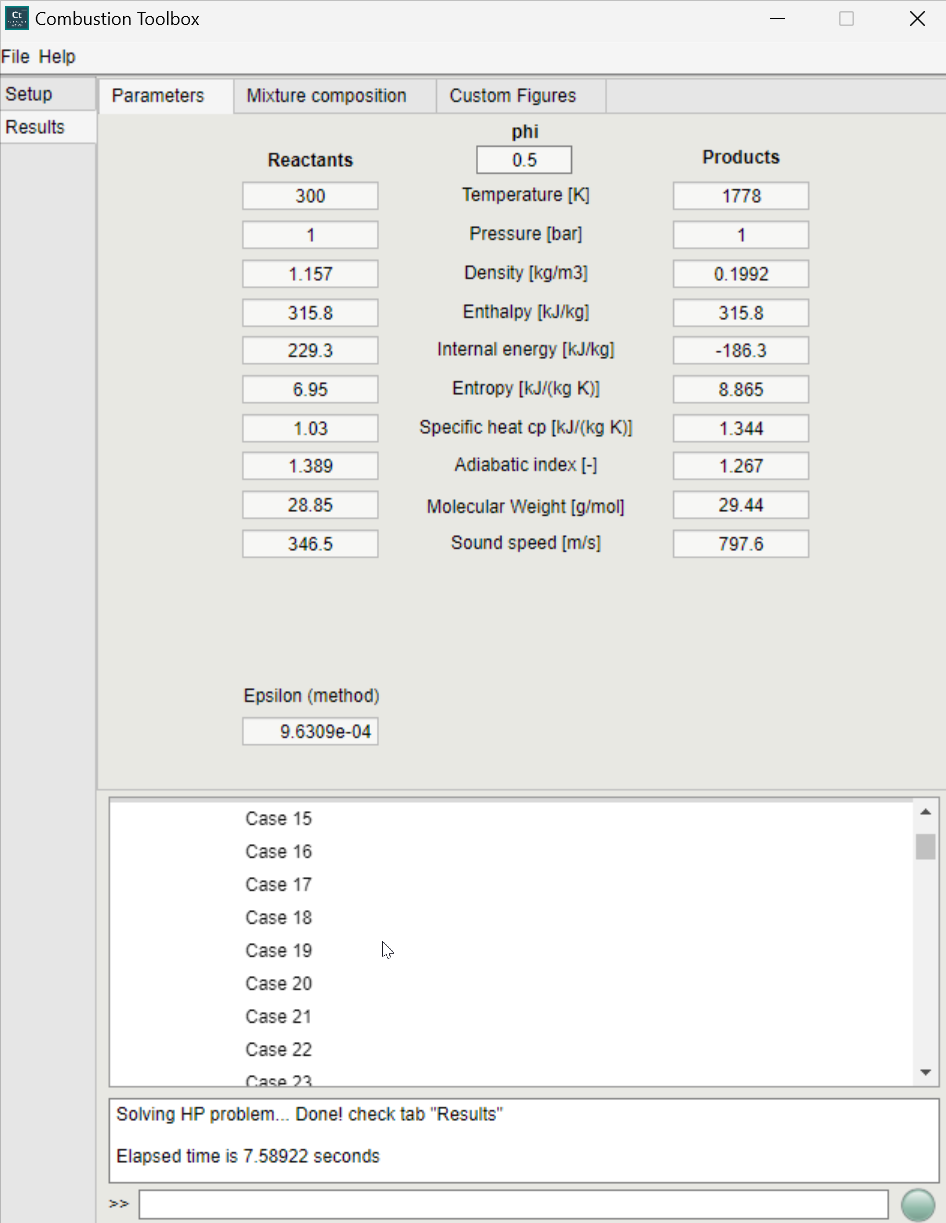 Ct
Combustion Toolbox
File Help
Setup
Results
Parameters Mixture composition Custom Figures
phi
Reactants 0.5 Products
300 Temperature [K] 1778
1 Pressure [bar] 1
1.157 Density [kg/m3] 0.1992
315.8 Enthalpy [kJ/kg] 315.8
229.3 Internal energy [kJ/kg] -186.3
6.95 Entropy [kJ/(kg K)] 8.865
1.03 Specific heat cp [kJ/(kg K)] 1.344
1.389 Adiabatic index [-] 1.267
28.85 Molecular Weight [g/mol] 29.44
346.5 Sound speed [m/s] 797.6
Epsilon (method)
9.6309e-04
Case 15
Case 16
Case 17
Case 18
Case 19
Case 20
Case 21
Case 22
Case 23
Solving HP problem... Done! check tab "Results"
Elapsed time is 7.58922 seconds
>>